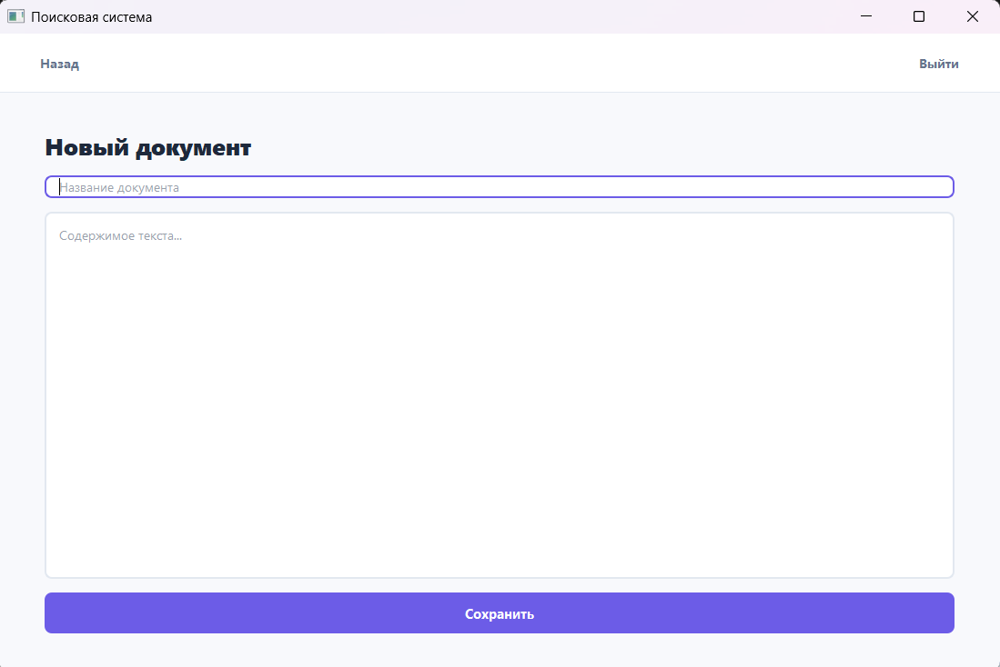 Поисковая система
Назад
Выйти
Новый документ
Название документа
Содержимое текста...
Сохранить